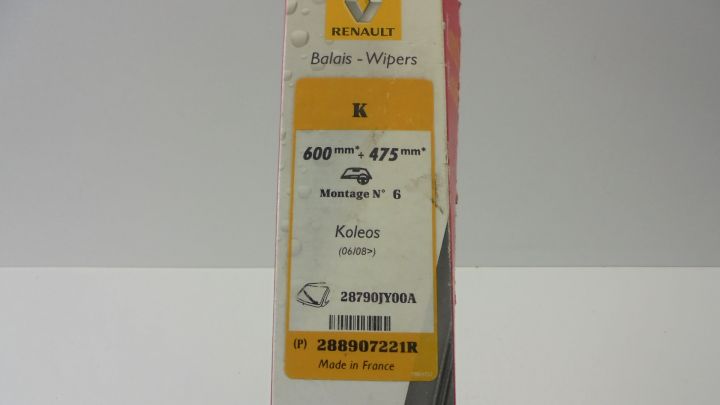 RENAULT
Balais - Wipers
K
600 mm* + 475 mm*
Montage N° 6
Koleos
(06/08>)
28790JY00A
(P) 288907221R
Made in France